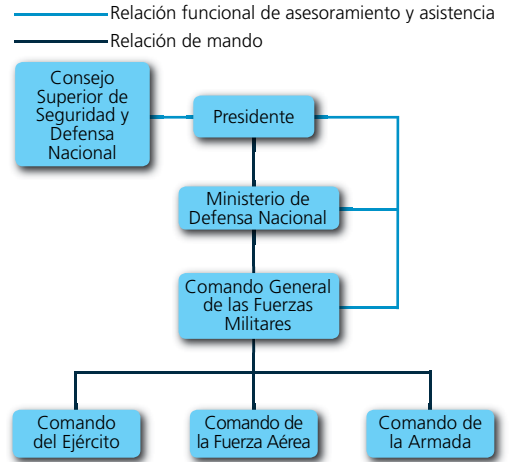 Relación funcional de asesoramiento y asistencia
Relación de mando
Consejo
Superior de
Seguridad y
Defensa
Nacional
Presidente
Ministerio de
Defensa Nacional
Comando General
de las Fuerzas
Militares
Comando
del Ejército
Comando de
la Fuerza Aérea
Comando de
la Armada